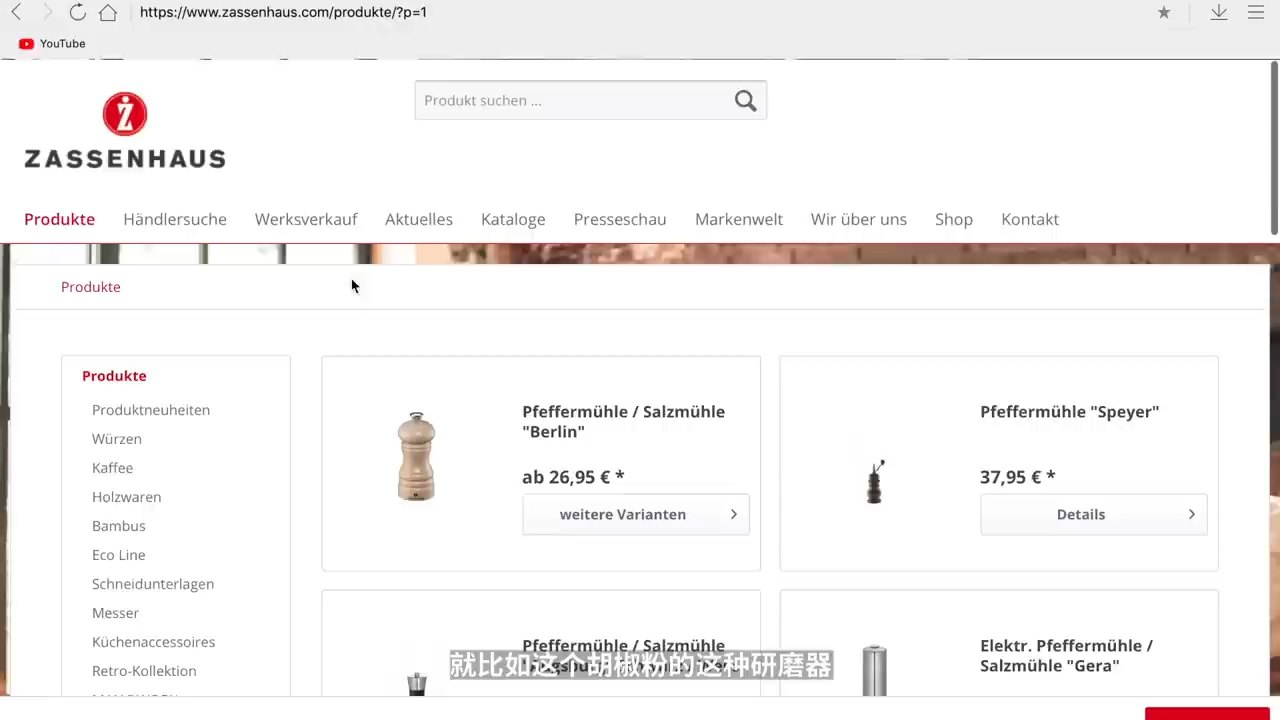 https://www.zassenhaus.com/produkte/?p=1
YouTube
Produkt suchen ...
ZASSENHAUS
Produkte Händlersuche Werksverkauf Aktuelles Kataloge Presseschau Markenwelt Wir über uns Shop Kontakt
Produkte
Produkte
Produktneuheiten
Würzen
Kaffee
Holzwaren
Bambus
Eco Line
Schneidunterlagen
Messer
Küchenaccessoires
Retro-Kollektion
Pfeffermühle / Salzmühle
"Berlin"
ab 26,95 € *
weitere Varianten
Pfeffermühle "Speyer"
37,95 € *
Details
Pfeffermühle / Salzmühle
Elektr. Pfeffermühle /
Salzmühle "Gera"
就比如这个胡椒粉的这种研磨器